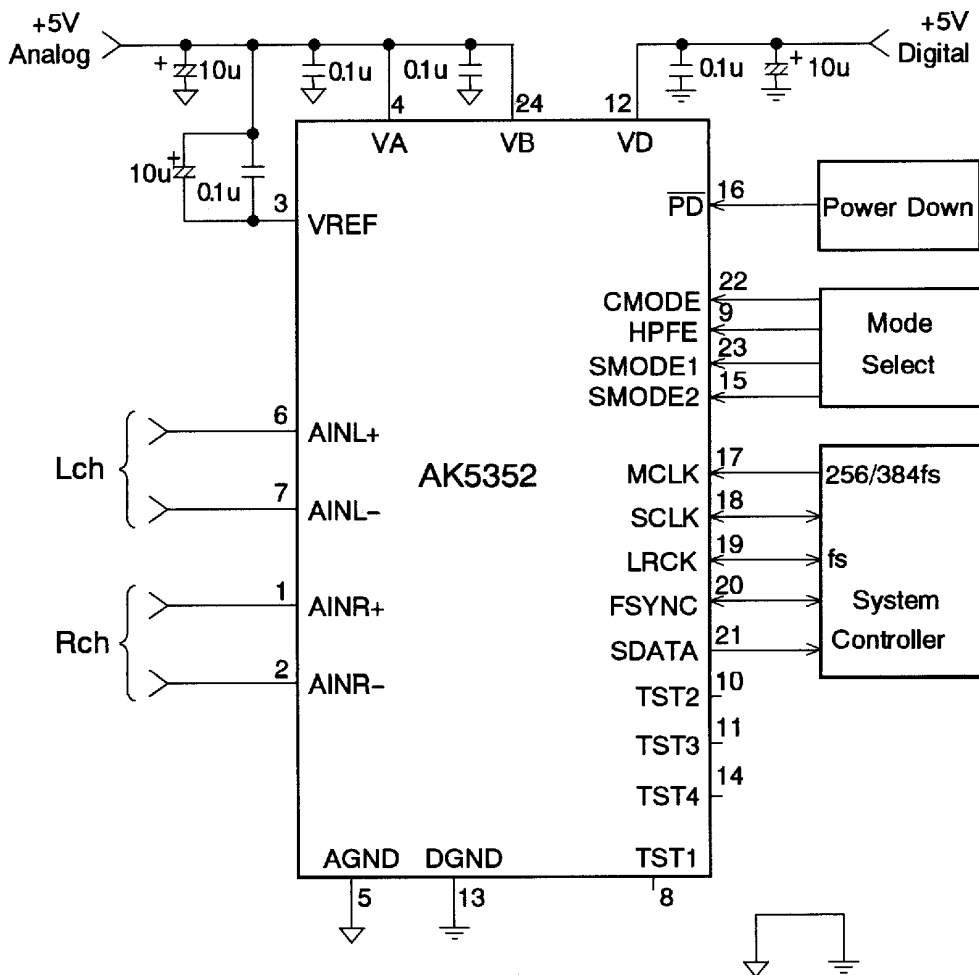 +5V
Analog
+5V
Digital
+
10u
0.1u
0.1u
0.1u
+
10u
4
24
12
VA
VB
VD
+
10u
0.1u
3
VREF
16
PD
Power Down
22
CMODE
9
HPFE
23
SMODE1
15
SMODE2
Mode
Select
6
AINL+
Lch
7
AINL-
AK5352
17
MCLK
256/384fs
18
SCLK
19
LRCK
fs
20
FSYNC
System
21
SDATA
Controller
1
AINR+
Rch
2
AINR-
10
TST2
11
TST3
14
TST4
AGND
DGND
TST1
5
13
8